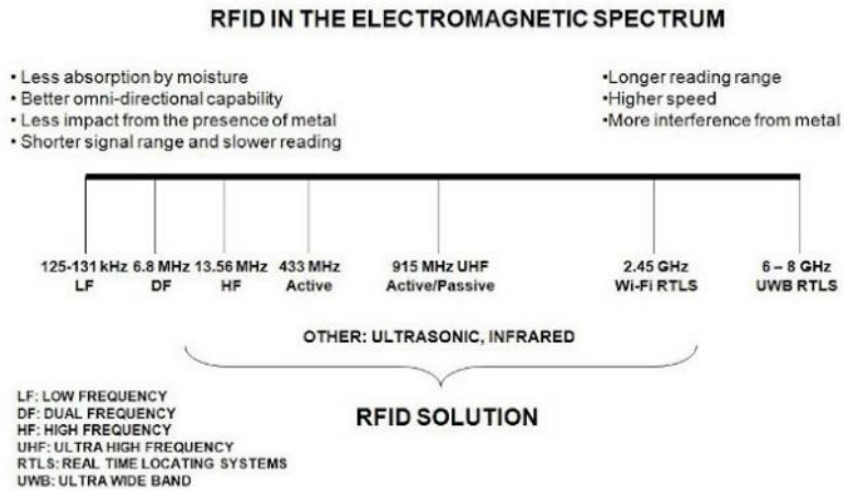 RFID IN THE ELECTROMAGNETIC SPECTRUM
• Less absorption by moisture
• Better omni-directional capability
• Less impact from the presence of metal
• Shorter signal range and slower reading
•Longer reading range
•Higher speed
•More interference from metal
125-131 kHz 6.8 MHz 13.56 MHz 433 MHz 915 MHz UHF 2.45 GHz 6 – 8 GHz
LF DF HF Active Active/Passive Wi-Fi RTLS UWB RTLS
OTHER: ULTRASONIC, INFRARED
RFID SOLUTION
LF: LOW FREQUENCY
DF: DUAL FREQUENCY
HF: HIGH FREQUENCY
UHF: ULTRA HIGH FREQUENCY
RTLS: REAL TIME LOCATING SYSTEMS
UWB: ULTRA WIDE BAND